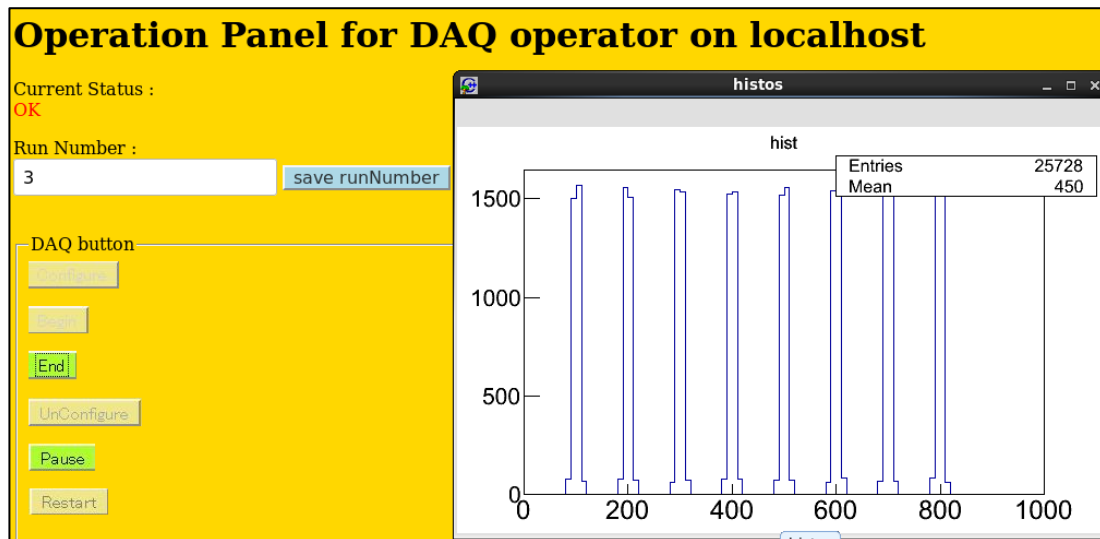 Operation Panel for DAQ operator on localhost
Current Status :
OK
Run Number :
3
save runNumber
DAQ button
Configure
Begin
End
UnConfigure
Pause
Restart
histos
hist
Entries 25728
Mean 450
1500
1000
500
0
0 200 400 600 800 1000